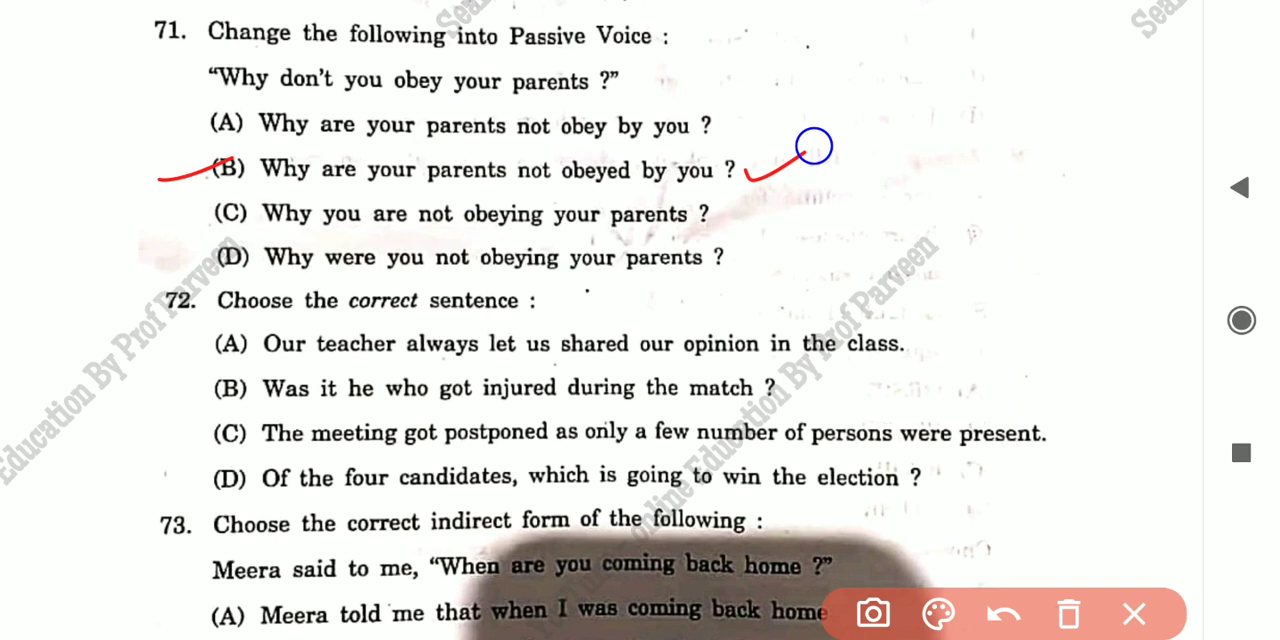 71. Change the following into Passive Voice :
"Why don't you obey your parents ?"
(A) Why are your parents not obey by you ?
(B) Why are your parents not obeyed by you ?
(C) Why you are not obeying your parents ?
(D) Why were you not obeying your parents ?
72. Choose the correct sentence :
(A) Our teacher always let us shared our opinion in the class.
(B) Was it he who got injured during the match ?
(C) The meeting got postponed as only a few number of persons were present.
(D) Of the four candidates, which is going to win the election ?
73. Choose the correct indirect form of the following :
Meera said to me, "When are you coming back home ?"
(A) Meera told me that when I was coming back home
Education By Prof Parveen
Online Education By Prof Parveen